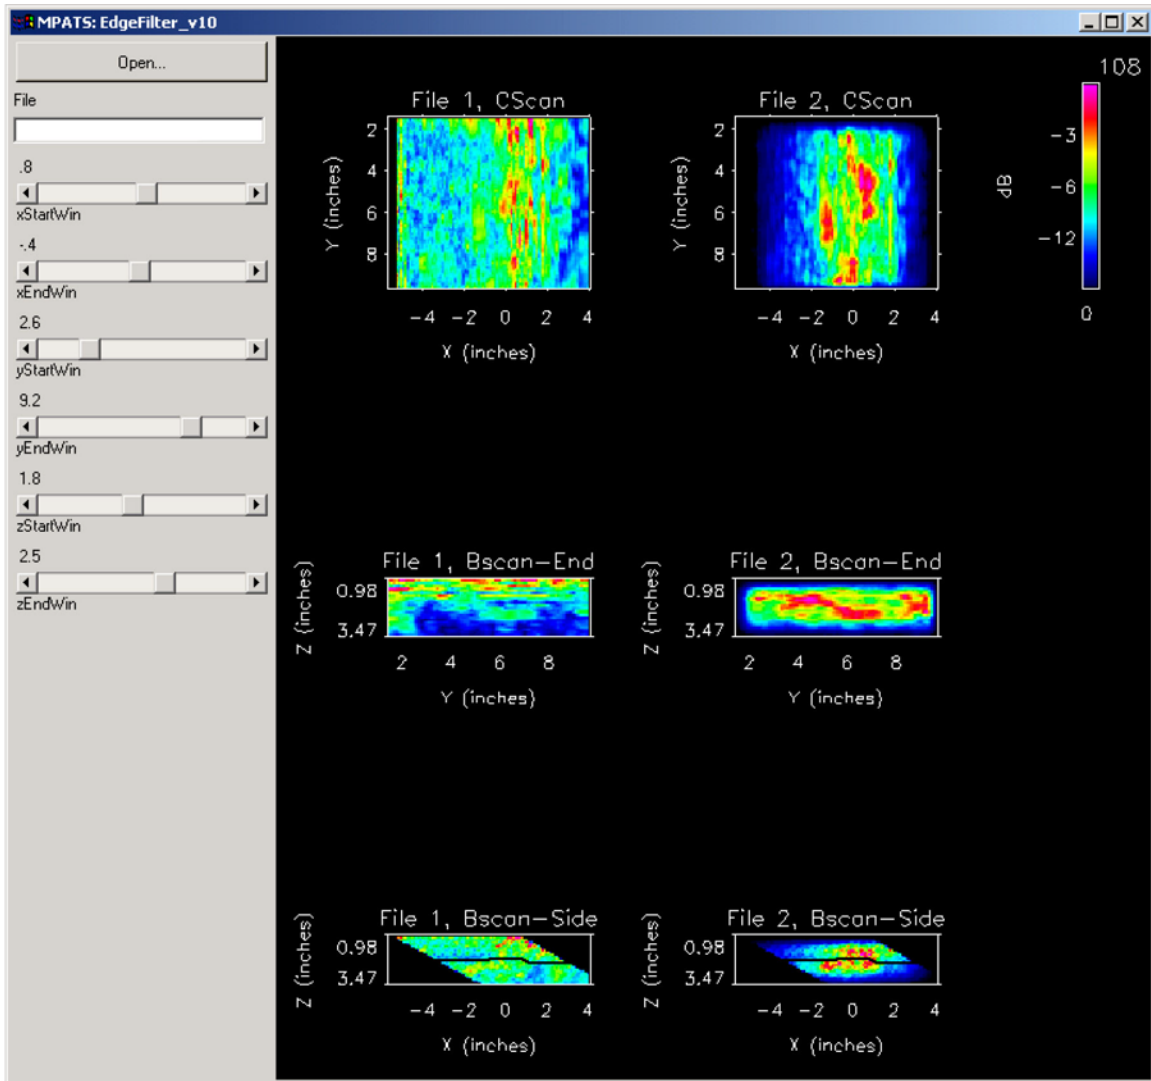 MPATS: EdgeFilter_v10
Open...
File
.8
xStartWin
-.4
xEndWin
2.6
yStartWin
9.2
yEndWin
1.8
zStartWin
2.5
zEndWin
File 1, CScan
2
4
6
8
Y (inches)
-4 -2 0 2 4
X (inches)
File 2, CScan
2
4
6
8
Y (inches)
-4 -2 0 2 4
X (inches)
108
-3
-6
-12
0
dB
File 1, Bscan-End
0.98
3.47
Z (inches)
2 4 6 8
Y (inches)
File 2, Bscan-End
0.98
3.47
Z (inches)
2 4 6 8
Y (inches)
File 1, Bscan-Side
0.98
3.47
Z (inches)
-4 -2 0 2 4
X (inches)
File 2, Bscan-Side
0.98
3.47
Z (inches)
-4 -2 0 2 4
X (inches)